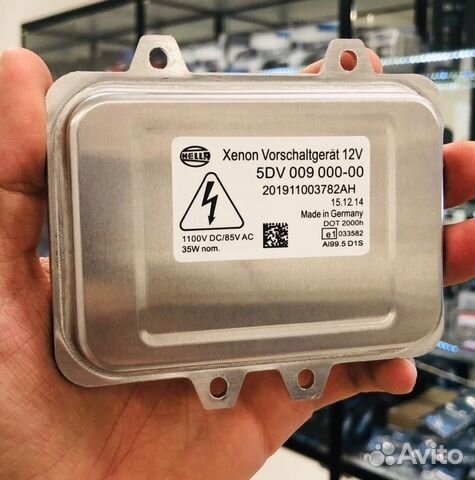 HELLA
Xenon Vorschaltgerät 12V
5DV 009 000-00
201911003782AH
15.12.14
Made in Germany
DOT 2000h
e1 033582
Al99.5 D1S
1100V DC/85V AC
35W nom.
Avito